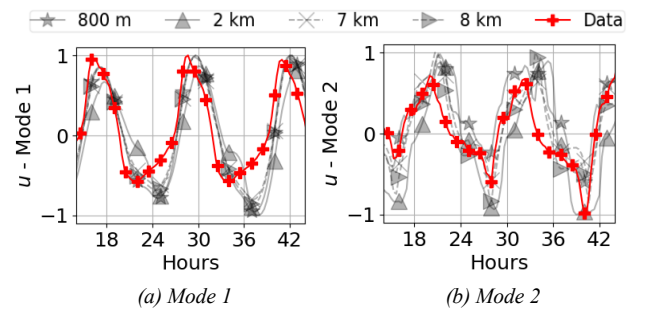 800 m 2 km 7 km 8 km Data
u - Mode 1
1
0
−1
18 24 30 36 42
Hours
(a) Mode 1
u - Mode 2
1
0
−1
18 24 30 36 42
Hours
(b) Mode 2